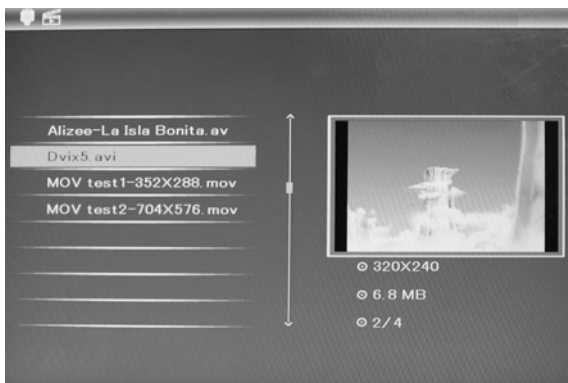 Alizee-La Isla Bonita.av
Dvix5.avi
MOV test1-352X288.mov
MOV test2-704X576.mov
320X240
6.8 MB
2/4